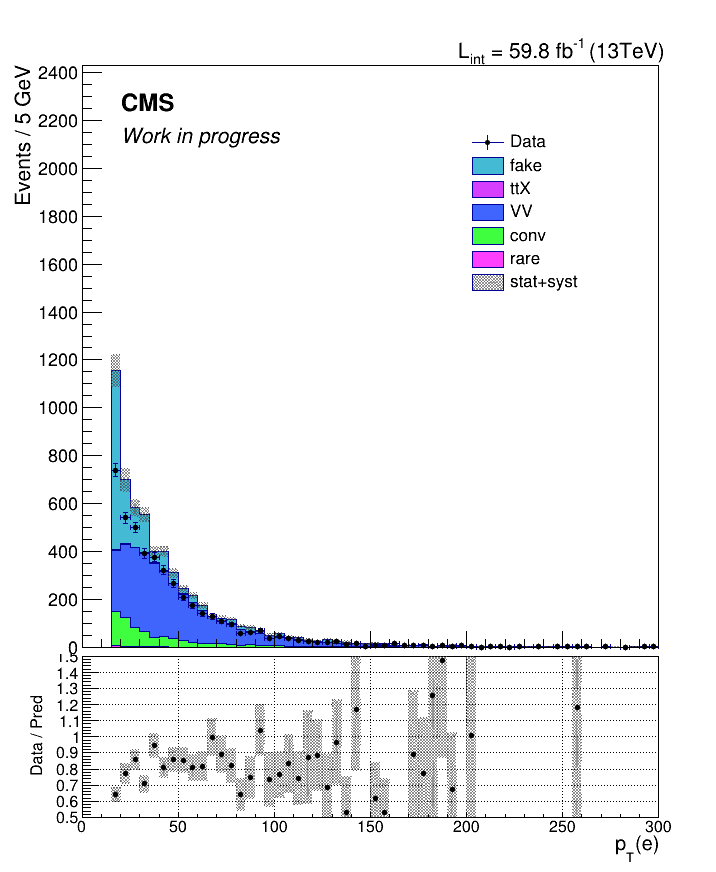 L_int = 59.8 fb^-1 (13TeV)
Events / 5 GeV
2400
2200
2000
1800
1600
1400
1200
1000
800
600
400
200
0
CMS
Work in progress
Data
fake
ttX
VV
conv
rare
stat+syst
Data / Pred
1.5
1.4
1.3
1.2
1.1
1
0.9
0.8
0.7
0.6
0.5
0 50 100 150 200 250 300
p_T(e)